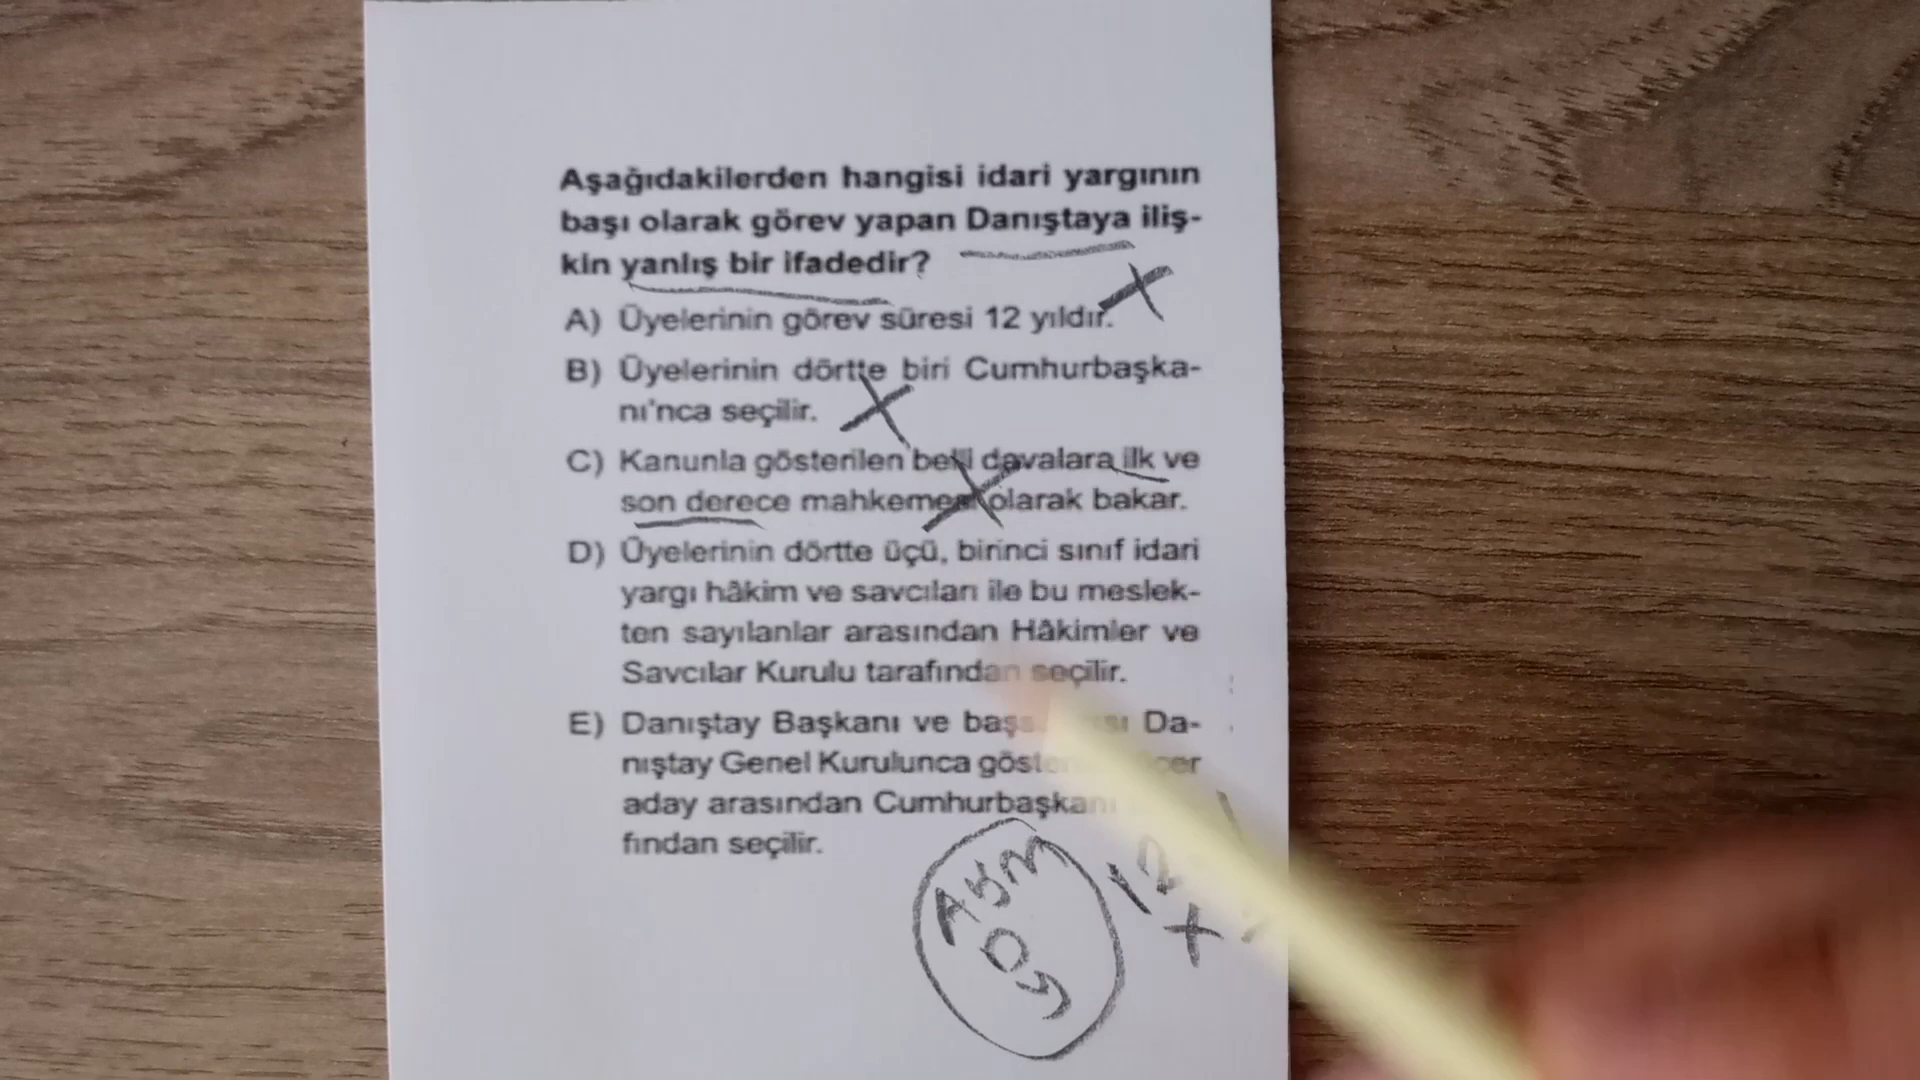 Aşağıdakilerden hangisi idari yargının
başı olarak görev yapan Danıştaya iliş-
kin yanlış bir ifadedir?
A) Üyelerinin görev süresi 12 yıldır.
B) Üyelerinin dörtte biri Cumhurbaşka-
nı'nca seçilir.
C) Kanunla gösterilen belli davalara ilk ve
son derece mahkemesi olarak bakar.
D) Üyelerinin dörtte üçü, birinci sınıf idari
yargı hâkim ve savcıları ile bu meslek-
ten sayılanlar arasından Hâkimler ve
Savcılar Kurulu tarafından seçilir.
E) Danıştay Başkanı ve Da-
nıştay Genel Kurulunca
aday arasından Cumhurbaşkanı
fından seçilir.
Aym
12